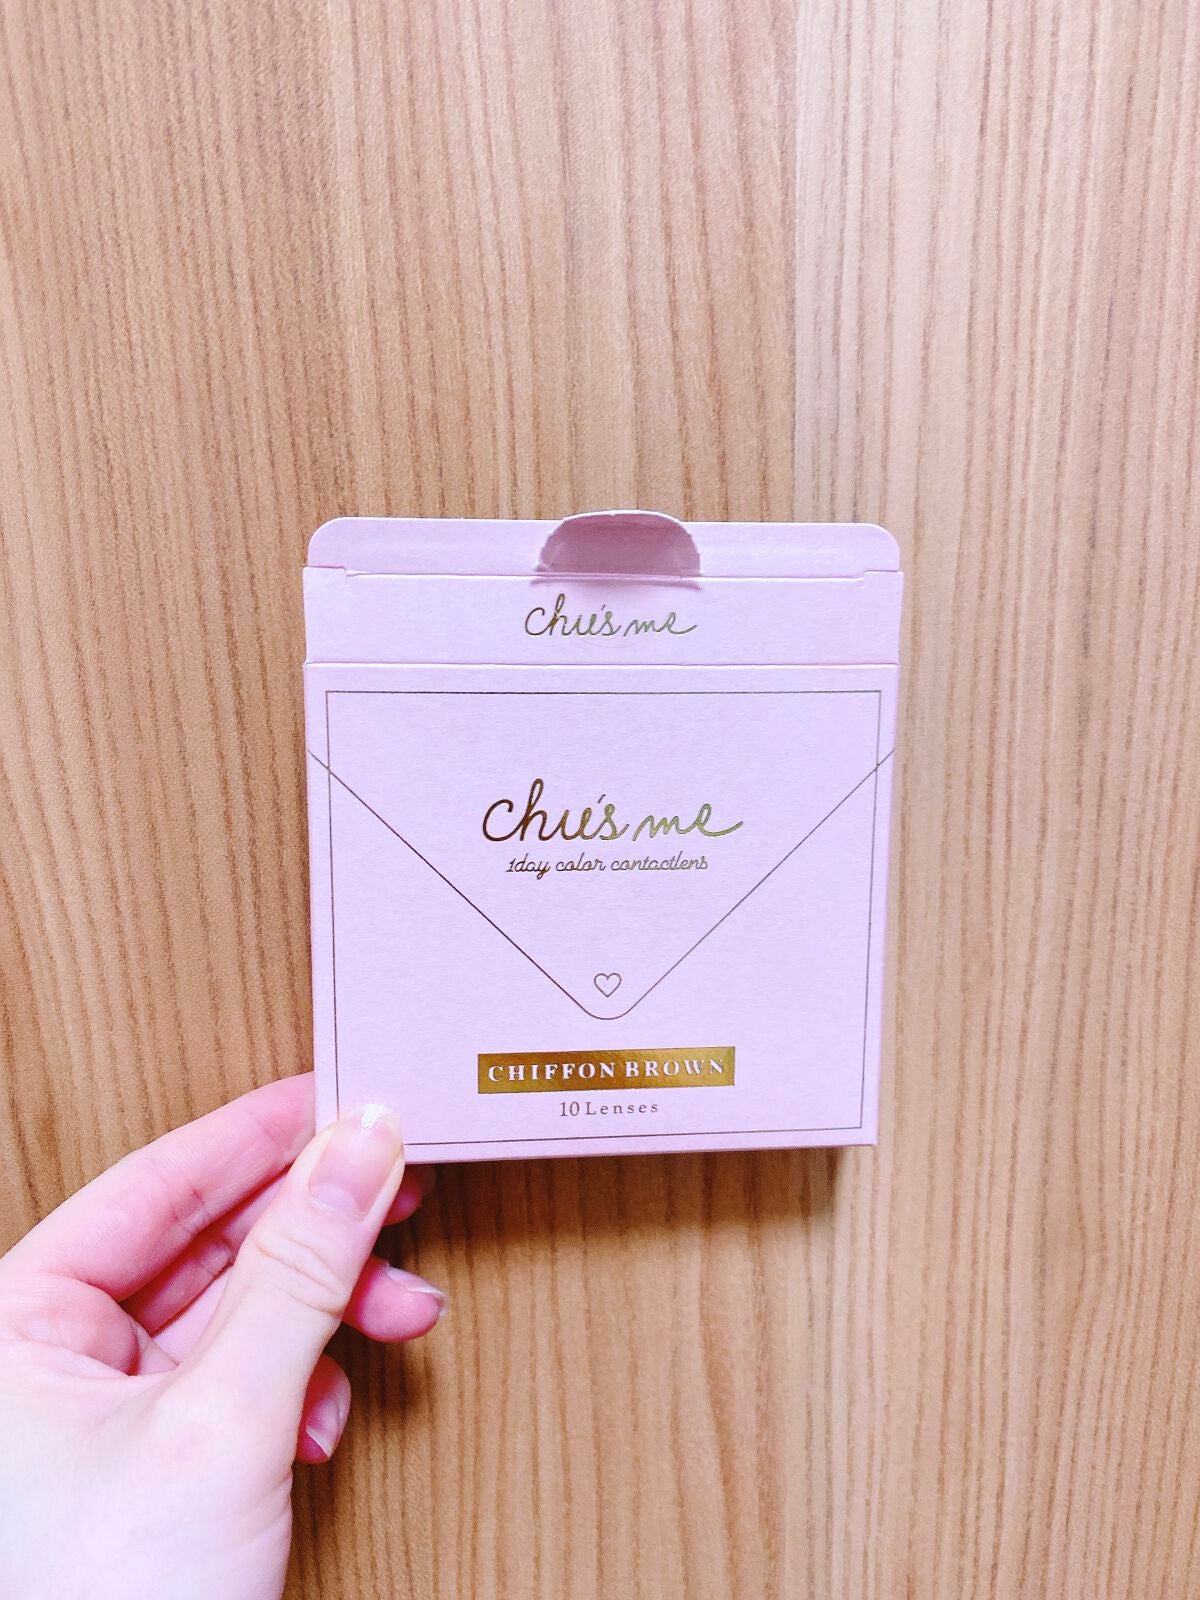 chu's me
chu's me
1day color contactlens
CHIFFON BROWN
10 Lenses